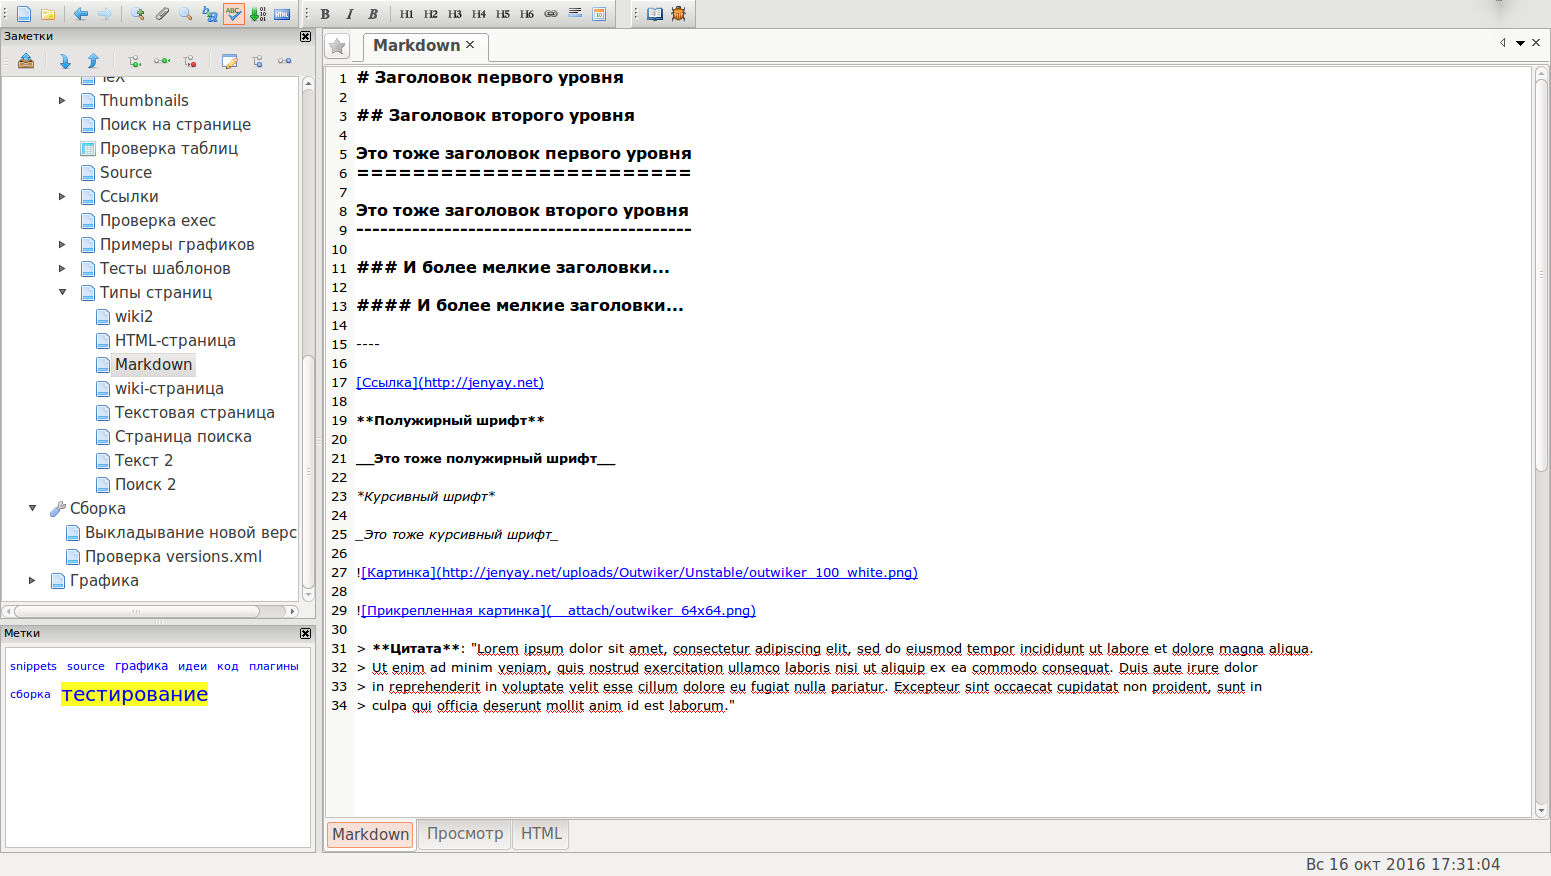 B I B H1 H2 H3 H4 H5 H6
Заметки
TeX
Thumbnails
Поиск на странице
Проверка таблиц
Source
Ссылки
Проверка exec
Примеры графиков
Тесты шаблонов
Типы страниц
wiki2
HTML-страница
Markdown
wiki-страница
Текстовая страница
Страница поиска
Текст 2
Поиск 2
Сборка
Выкладывание новой верс
Проверка versions.xml
Графика
Метки
snippets source графика идеи код плагины
сборка тестирование
Markdown
1 # Заголовок первого уровня
2
3 ## Заголовок второго уровня
4
5 Это тоже заголовок первого уровня
6 ========================
7
8 Это тоже заголовок второго уровня
9 ------------------------------------------
10
11 ### И более мелкие заголовки...
12
13 #### И более мелкие заголовки...
14
15 ----
16
17 [Ссылка](http://jenyay.net)
18
19 **Полужирный шрифт**
20
21 __Это тоже полужирный шрифт__
22
23 *Курсивный шрифт*
24
25 _Это тоже курсивный шрифт_
26
27 ![Картинка](http://jenyay.net/uploads/Outwiker/Unstable/outwiker_100_white.png)
28
29 ![Прикрепленная картинка](__attach/outwiker_64x64.png)
30
31 > **Цитата**: "Lorem ipsum dolor sit amet, consectetur adipiscing elit, sed do eiusmod tempor incididunt ut labore et dolore magna aliqua.
32 > Ut enim ad minim veniam, quis nostrud exercitation ullamco laboris nisi ut aliquip ex ea commodo consequat. Duis aute irure dolor
33 > in reprehenderit in voluptate velit esse cillum dolore eu fugiat nulla pariatur. Excepteur sint occaecat cupidatat non proident, sunt in
34 > culpa qui officia deserunt mollit anim id est laborum."
Markdown Просмотр HTML
Вс 16 окт 2016 17:31:04